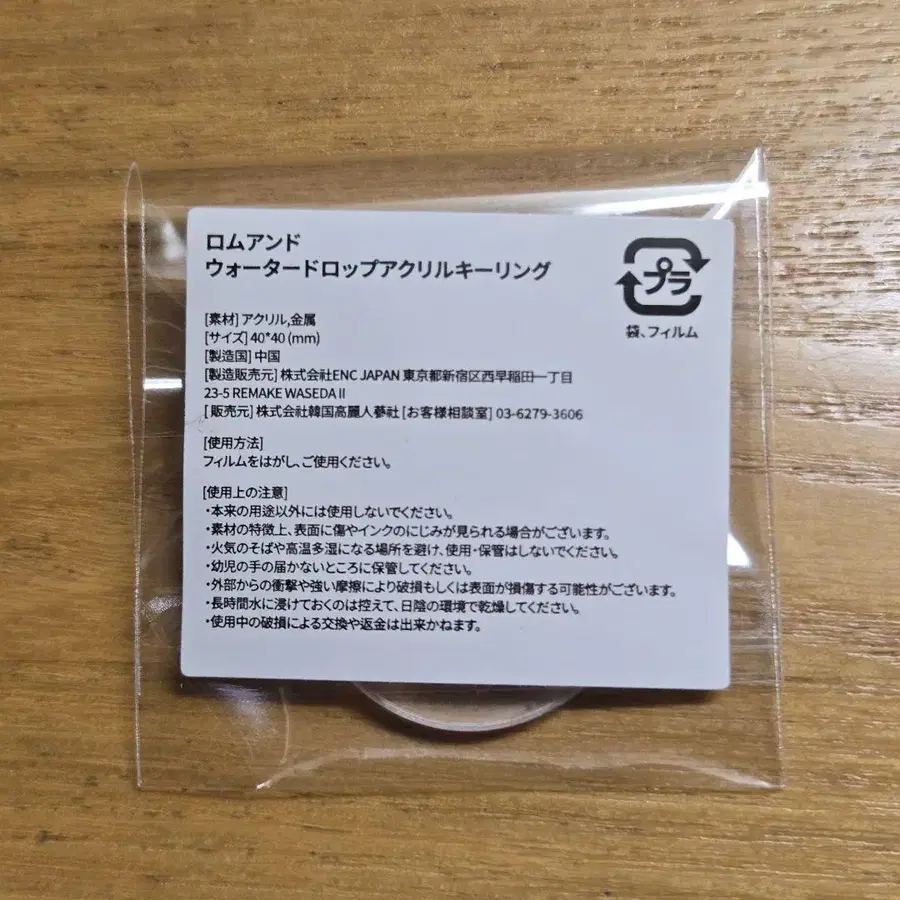 ロムアンド
ウォータードロップアクリルキーリング
プラ
袋、フィルム
[素材] アクリル,金属
[サイズ] 40*40 (mm)
[製造国] 中国
[製造販売元] 株式会社ENC JAPAN 東京都新宿区西早稲田一丁目
23-5 REMAKE WASEDAⅡ
[ 販売元] 株式会社韓国高麗人蔘社 [お客様相談室] 03-6279-3606
[使用方法]
フィルムをはがし、ご使用ください。
[使用上の注意]
・本来の用途以外には使用しないでください。
・素材の特徴上、表面に傷やインクのにじみが見られる場合がございます。
・火気のそばや高温多湿になる場所を避け、使用・保管はしないでください。
・幼児の手の届かないところに保管してください。
・外部からの衝撃や強い摩擦により破損もしくは表面が損傷する可能性がございます。
・長時間水に浸けておくのは控えて、日陰の環境で乾燥してください。
・使用中の破損による交換や返金は出来かねます。